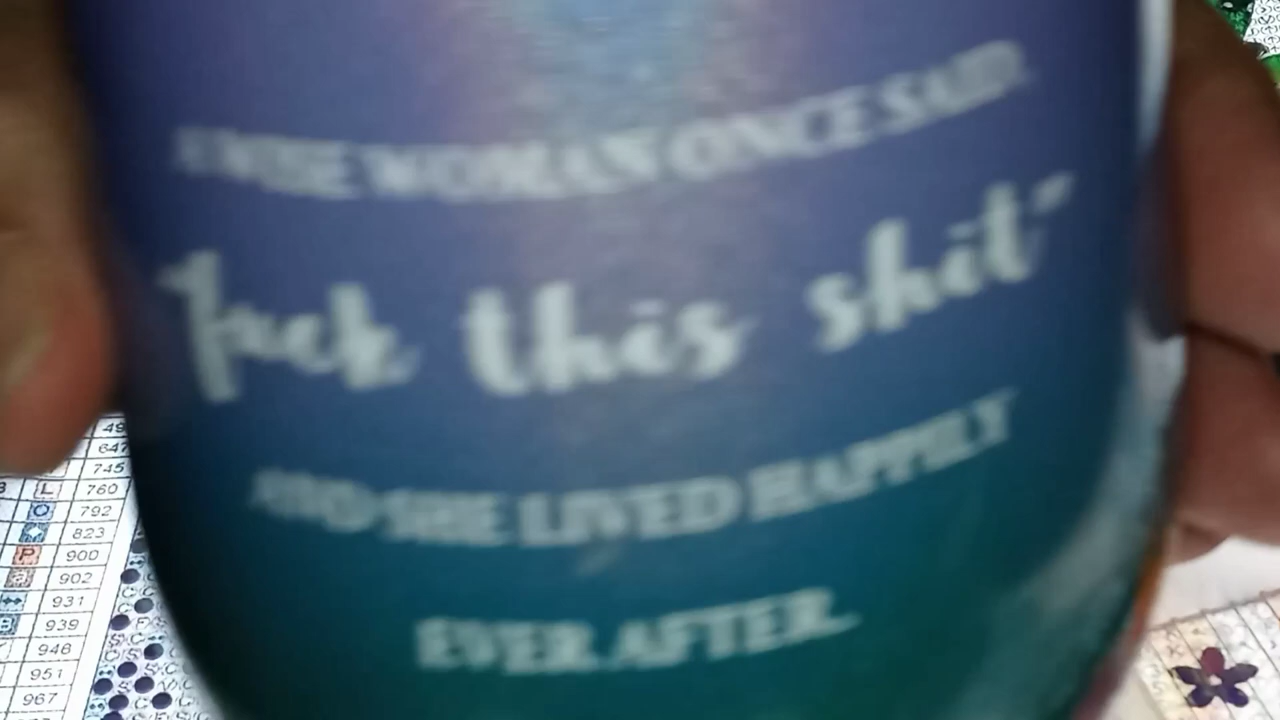 A WISE WOMAN ONCE SAID
"fuck this shit"
AND SHE LIVED HAPPILY
EVER AFTER.
49
647
745
L 760
792
823
P 900
a 902
931
B 939
946
951
967